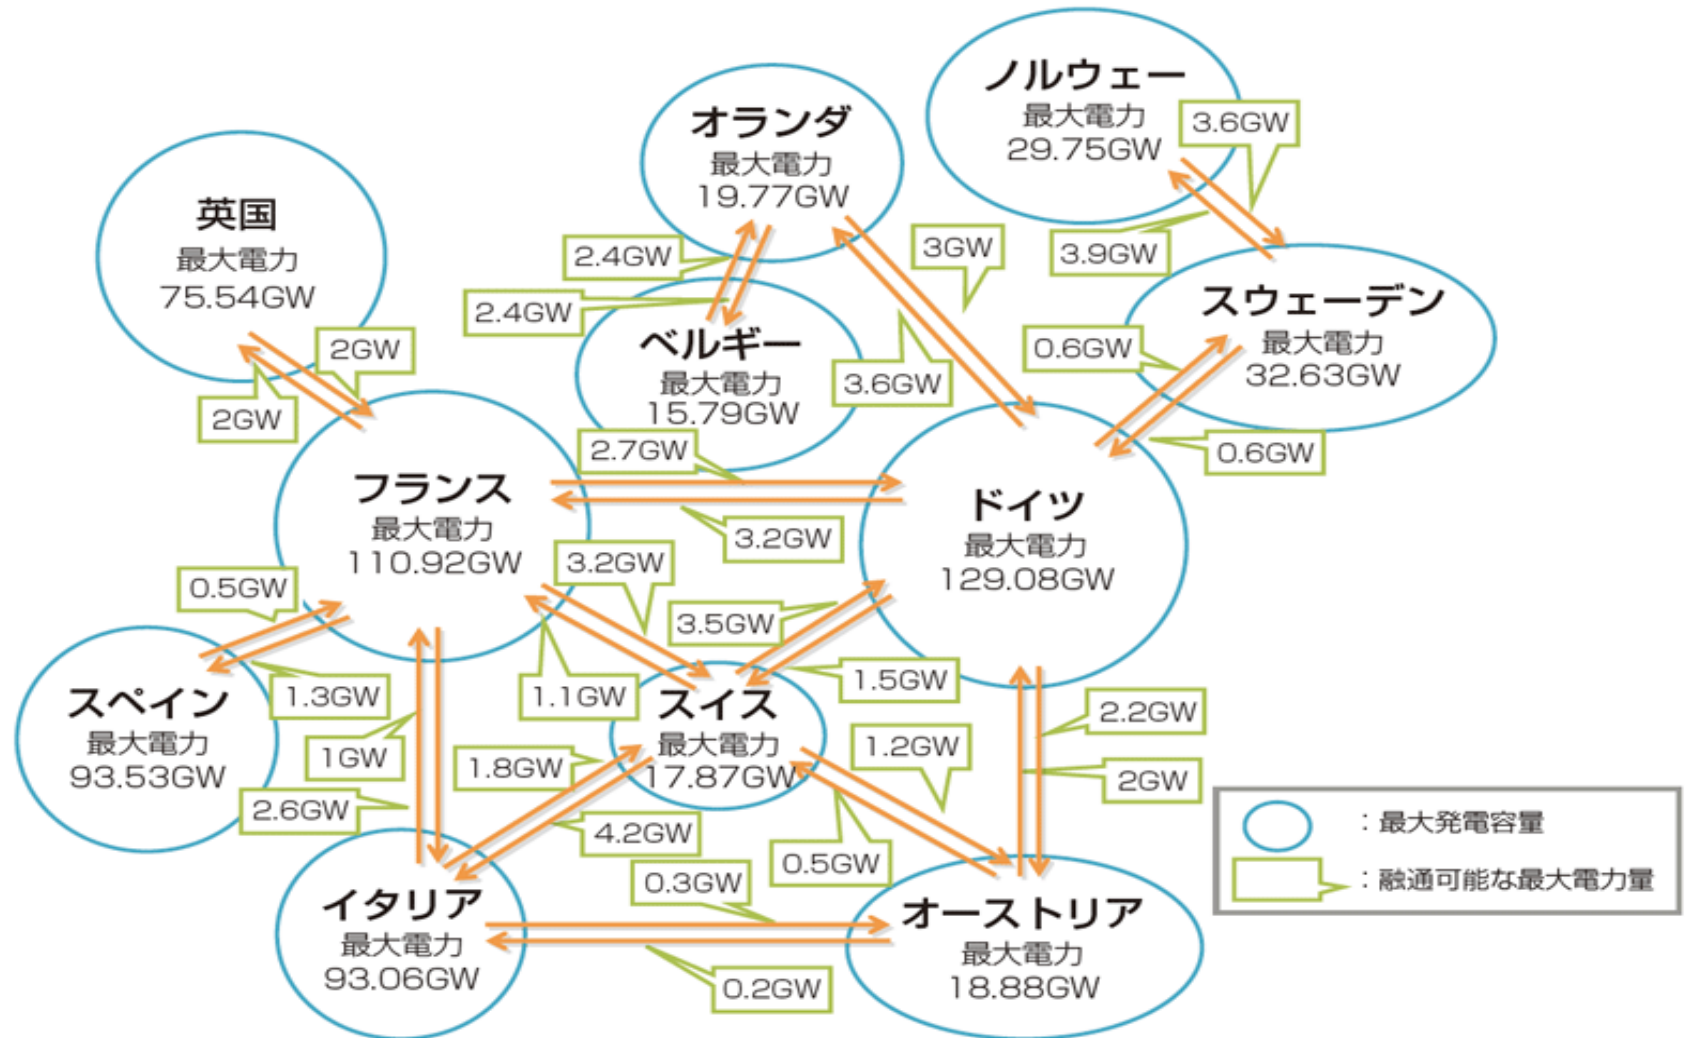 ノルウェー
最大電力
29.75GW
3.6GW
オランダ
最大電力
19.77GW
英国
最大電力
75.54GW
2.4GW
3GW
3.9GW
2.4GW
スウェーデン
最大電力
32.63GW
ベルギー
最大電力
15.79GW
2GW
0.6GW
3.6GW
2GW
2.7GW
0.6GW
フランス
最大電力
110.92GW
ドイツ
最大電力
129.08GW
3.2GW
3.2GW
0.5GW
3.5GW
1.3GW
1.1GW
1.5GW
スペイン
最大電力
93.53GW
スイス
最大電力
17.87GW
2.2GW
1GW
1.8GW
1.2GW
2GW
2.6GW
4.2GW
0.5GW
0.3GW
イタリア
最大電力
93.06GW
オーストリア
最大電力
18.88GW
0.2GW
：最大発電容量
：融通可能な最大電力量